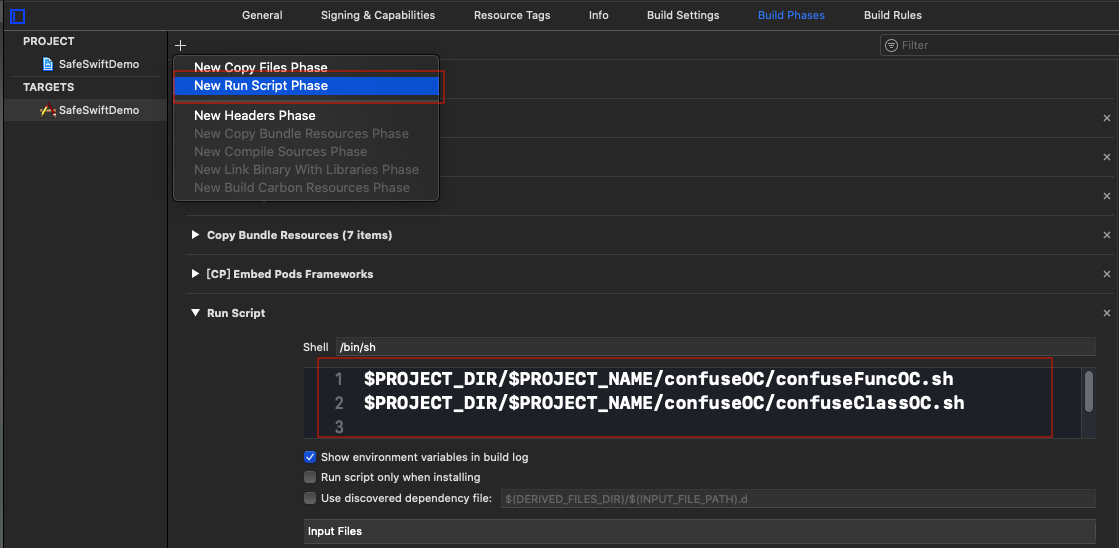 General Signing & Capabilities Resource Tags Info Build Settings Build Phases Build Rules
PROJECT
SafeSwiftDemo
TARGETS
SafeSwiftDemo
Filter
New Copy Files Phase
New Run Script Phase
New Headers Phase
New Copy Bundle Resources Phase
New Compile Sources Phase
New Link Binary With Libraries Phase
New Build Carbon Resources Phase
Copy Bundle Resources (7 items)
[CP] Embed Pods Frameworks
Run Script
Shell /bin/sh
1 $PROJECT_DIR/$PROJECT_NAME/confuseOC/confuseFuncOC.sh
2 $PROJECT_DIR/$PROJECT_NAME/confuseOC/confuseClassOC.sh
3
Show environment variables in build log
Run script only when installing
Use discovered dependency file: $(DERIVED_FILES_DIR)/$(INPUT_FILE_PATH).d
Input Files